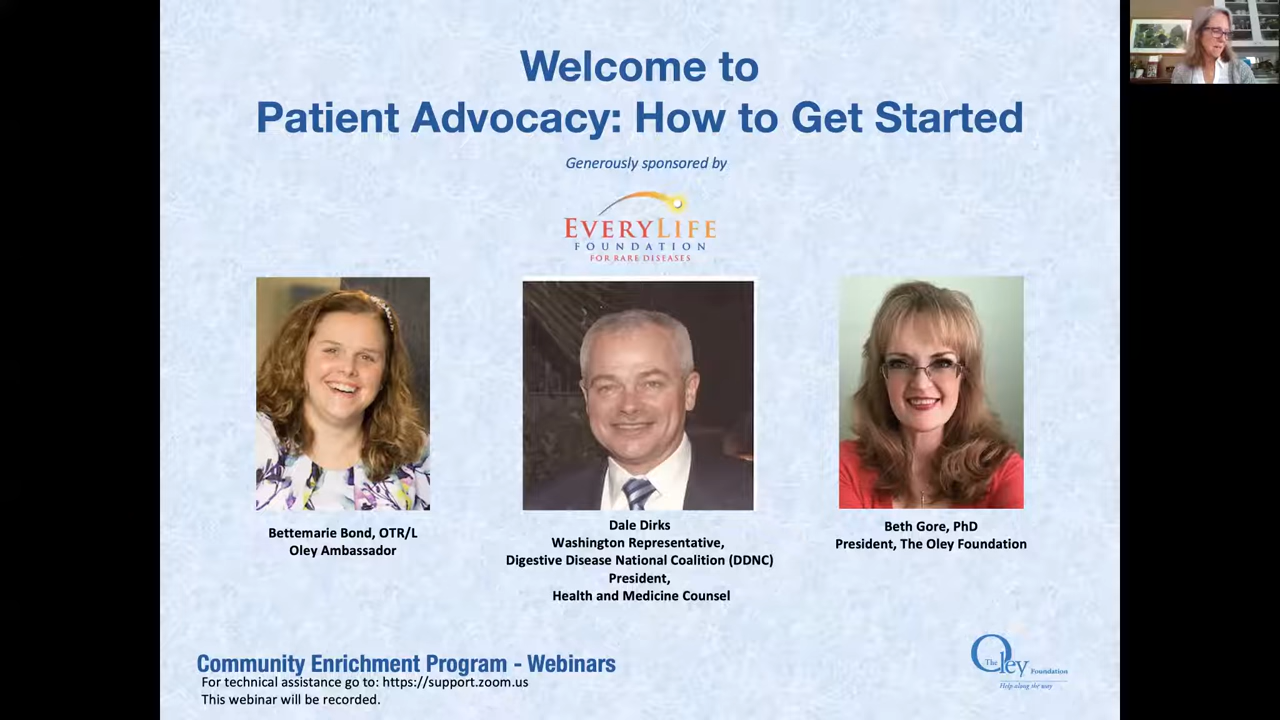 Welcome to
Patient Advocacy: How to Get Started
Generously sponsored by
EVERYLIFE
FOUNDATION
FOR RARE DISEASES
Bettemarie Bond, OTR/L
Oley Ambassador
Dale Dirks
Washington Representative,
Digestive Disease National Coalition (DDNC)
President,
Health and Medicine Counsel
Beth Gore, PhD
President, The Oley Foundation
Community Enrichment Program - Webinars
For technical assistance go to: https://support.zoom.us
This webinar will be recorded.
The Oley Foundation
Help along the way